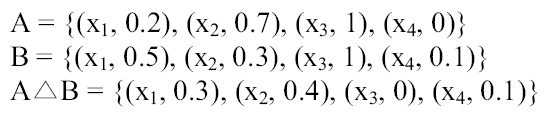 A = {(x₁, 0.2), (x₂, 0.7), (x₃, 1), (x₄, 0)}
B = {(x₁, 0.5), (x₂, 0.3), (x₃, 1), (x₄, 0.1)}
A△B = {(x₁, 0.3), (x₂, 0.4), (x₃, 0), (x₄, 0.1)}